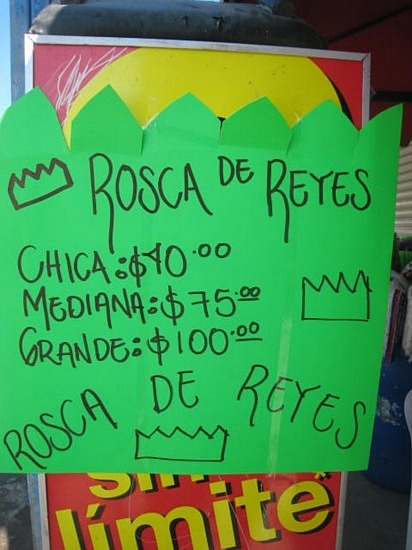 ROSCA DE REYES
CHICA:$40.00
MEDIANA:$75.00
GRANDE:$100.00
ROSCA DE REYES
límite